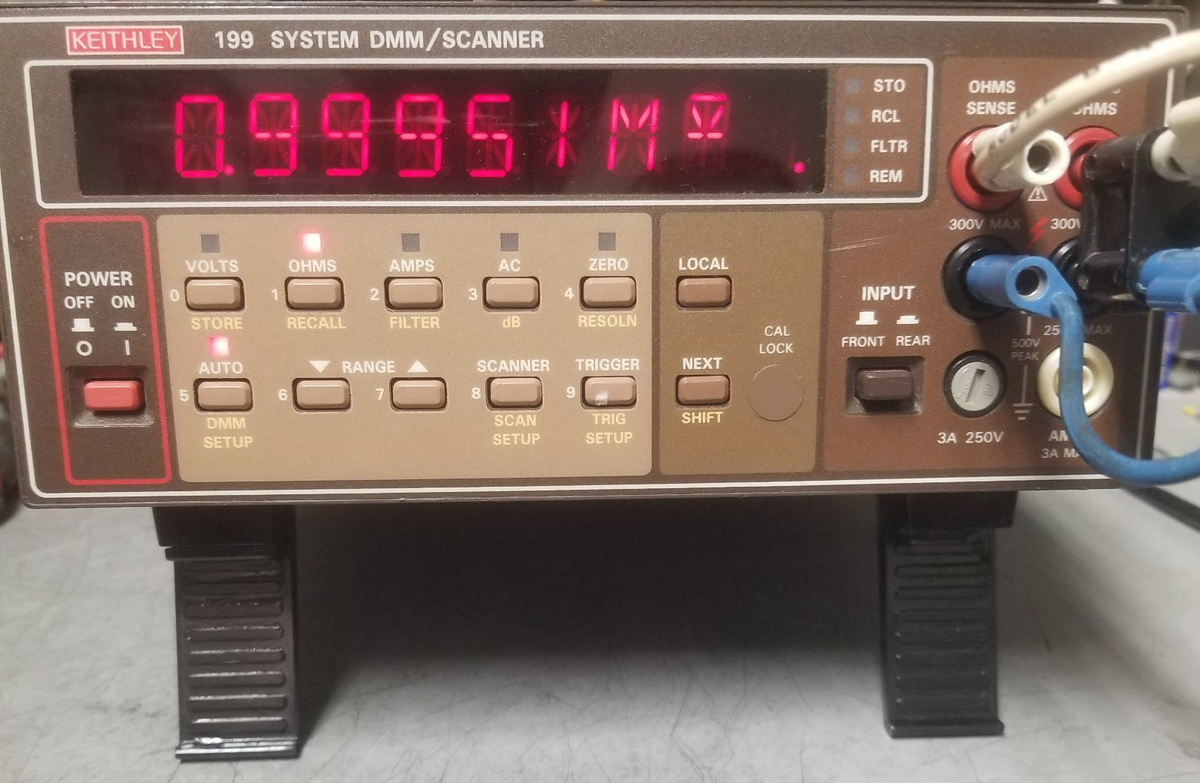 KEITHLEY 199 SYSTEM DMM/SCANNER
0.99951MΩ
STO
RCL
FLTR
REM
OHMS
SENSE
300V MAX
POWER
OFF ON
O I
VOLTS OHMS AMPS AC ZERO
0 1 2 3 4
STORE RECALL FILTER dB RESOLN
AUTO RANGE SCANNER TRIGGER
5 6 7 8 9
DMM SETUP
SCAN SETUP
TRIG SETUP
LOCAL
NEXT
SHIFT
CAL
LOCK
INPUT
FRONT REAR
500V
PEAK
3A 250V